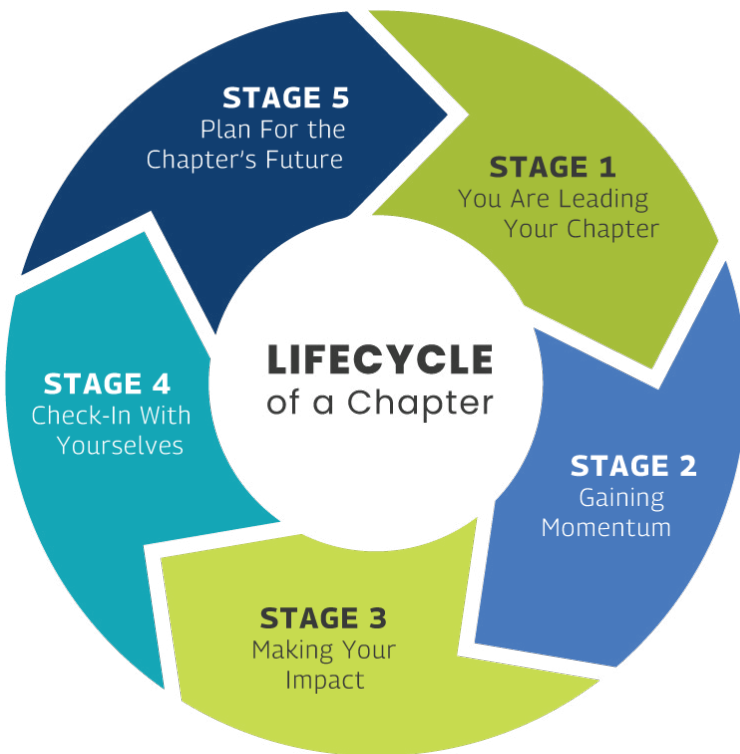 LIFECYCLE
of a Chapter
STAGE 1
You Are Leading
Your Chapter
STAGE 2
Gaining
Momentum
STAGE 3
Making Your
Impact
STAGE 4
Check-In With
Yourselves
STAGE 5
Plan For the
Chapter's Future